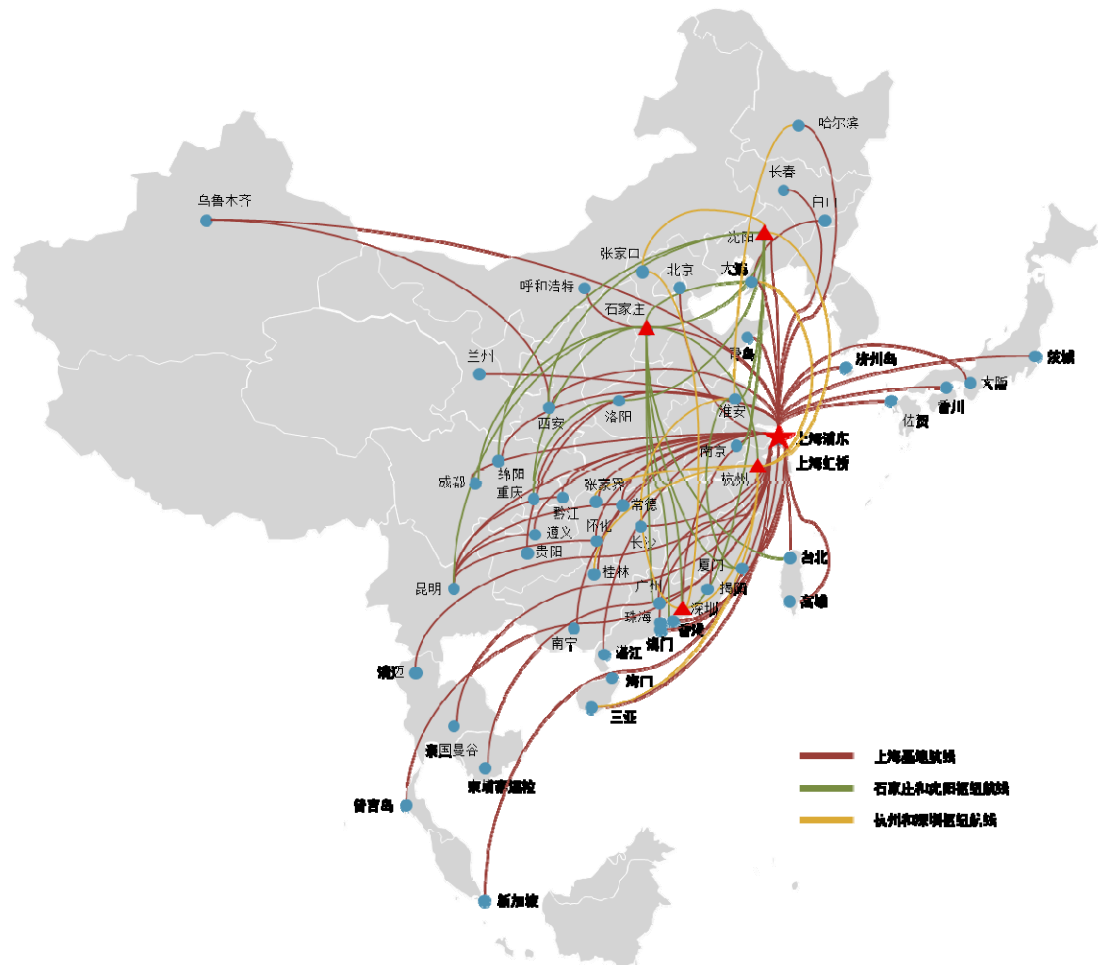 哈尔滨
长春
白山
乌鲁木齐
沈阳
张家口
北京
大连
呼和浩特
石家庄
青岛
济州岛
茨城
兰州
大阪
香川
佐贺
西安
洛阳
淮安
上海浦东
上海虹桥
南京
杭州
成都
绵阳
重庆
黔江
张家界
常德
遵义
怀化
长沙
贵阳
桂林
厦门
台北
昆明
广州
揭阳
高雄
珠海
深圳
香港
澳门
南宁
湛江
清迈
海口
三亚
泰国曼谷
柬埔寨暹粒
普吉岛
新加坡
上海基地航线
石家庄和沈阳枢纽航线
杭州和深圳枢纽航线